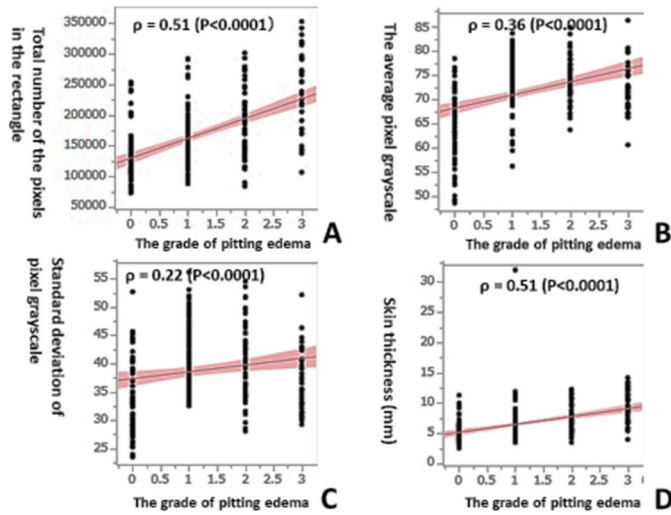 ρ = 0.51 (P<0.0001)
Total number of the pixels
in the rectangle
350000
300000
250000
200000
150000
100000
50000
0 0.5 1 1.5 2 2.5 3
The grade of pitting edema
A
ρ = 0.36 (P<0.0001)
The average pixel grayscale
85
80
75
70
65
60
55
50
0 0.5 1 1.5 2 2.5 3
The grade of pitting edema
B
ρ = 0.22 (P<0.0001)
Standard deviation of
pixel grayscale
55
50
45
40
35
30
25
0 0.5 1 1.5 2 2.5 3
The grade of pitting edema
C
ρ = 0.51 (P<0.0001)
Skin thickness (mm)
30
25
20
15
10
5
0
0 0.5 1 1.5 2 2.5 3
The grade of pitting edema
D